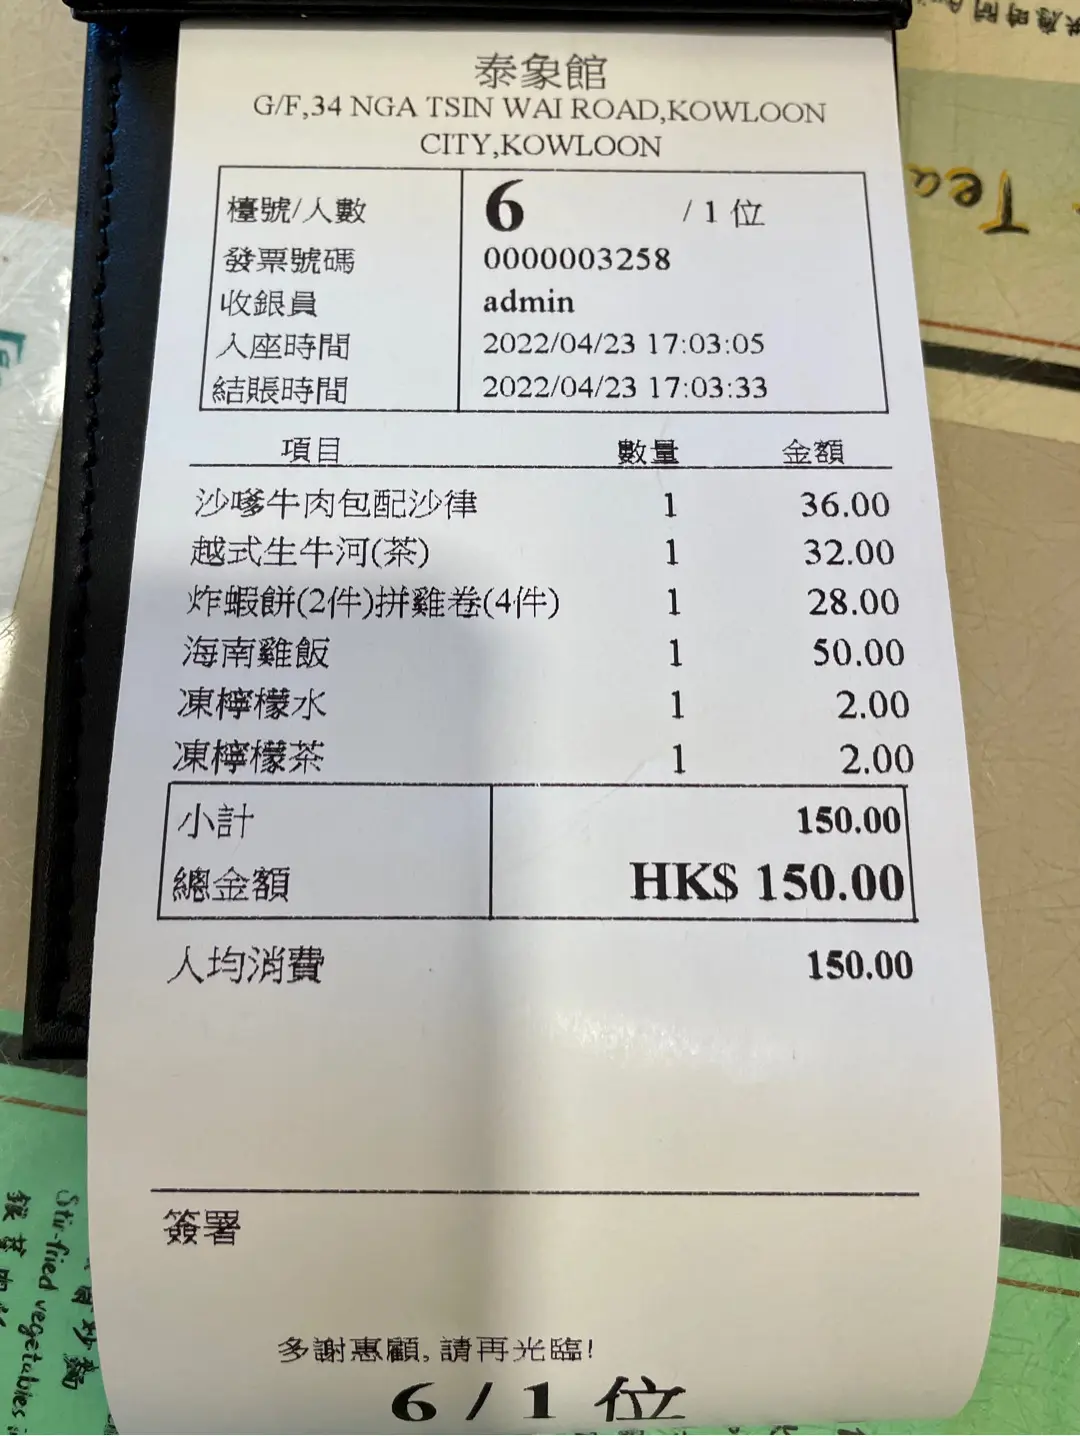 泰象館
G/F,34 NGA TSIN WAI ROAD,KOWLOON
CITY,KOWLOON
檯號/人數 6 / 1 位
發票號碼 0000003258
收銀員 admin
入座時間 2022/04/23 17:03:05
結賬時間 2022/04/23 17:03:33
項目 數量 金額
沙嗲牛肉包配沙律 1 36.00
越式生牛河(茶) 1 32.00
炸蝦餅(2件)拼雞卷(4件) 1 28.00
海南雞飯 1 50.00
凍檸檬水 1 2.00
凍檸檬茶 1 2.00
小計 150.00
總金額 HK$ 150.00
人均消費 150.00
簽署
多謝惠顧, 請再光臨!
6 / 1 位
Tea
Stir-fried vegetables